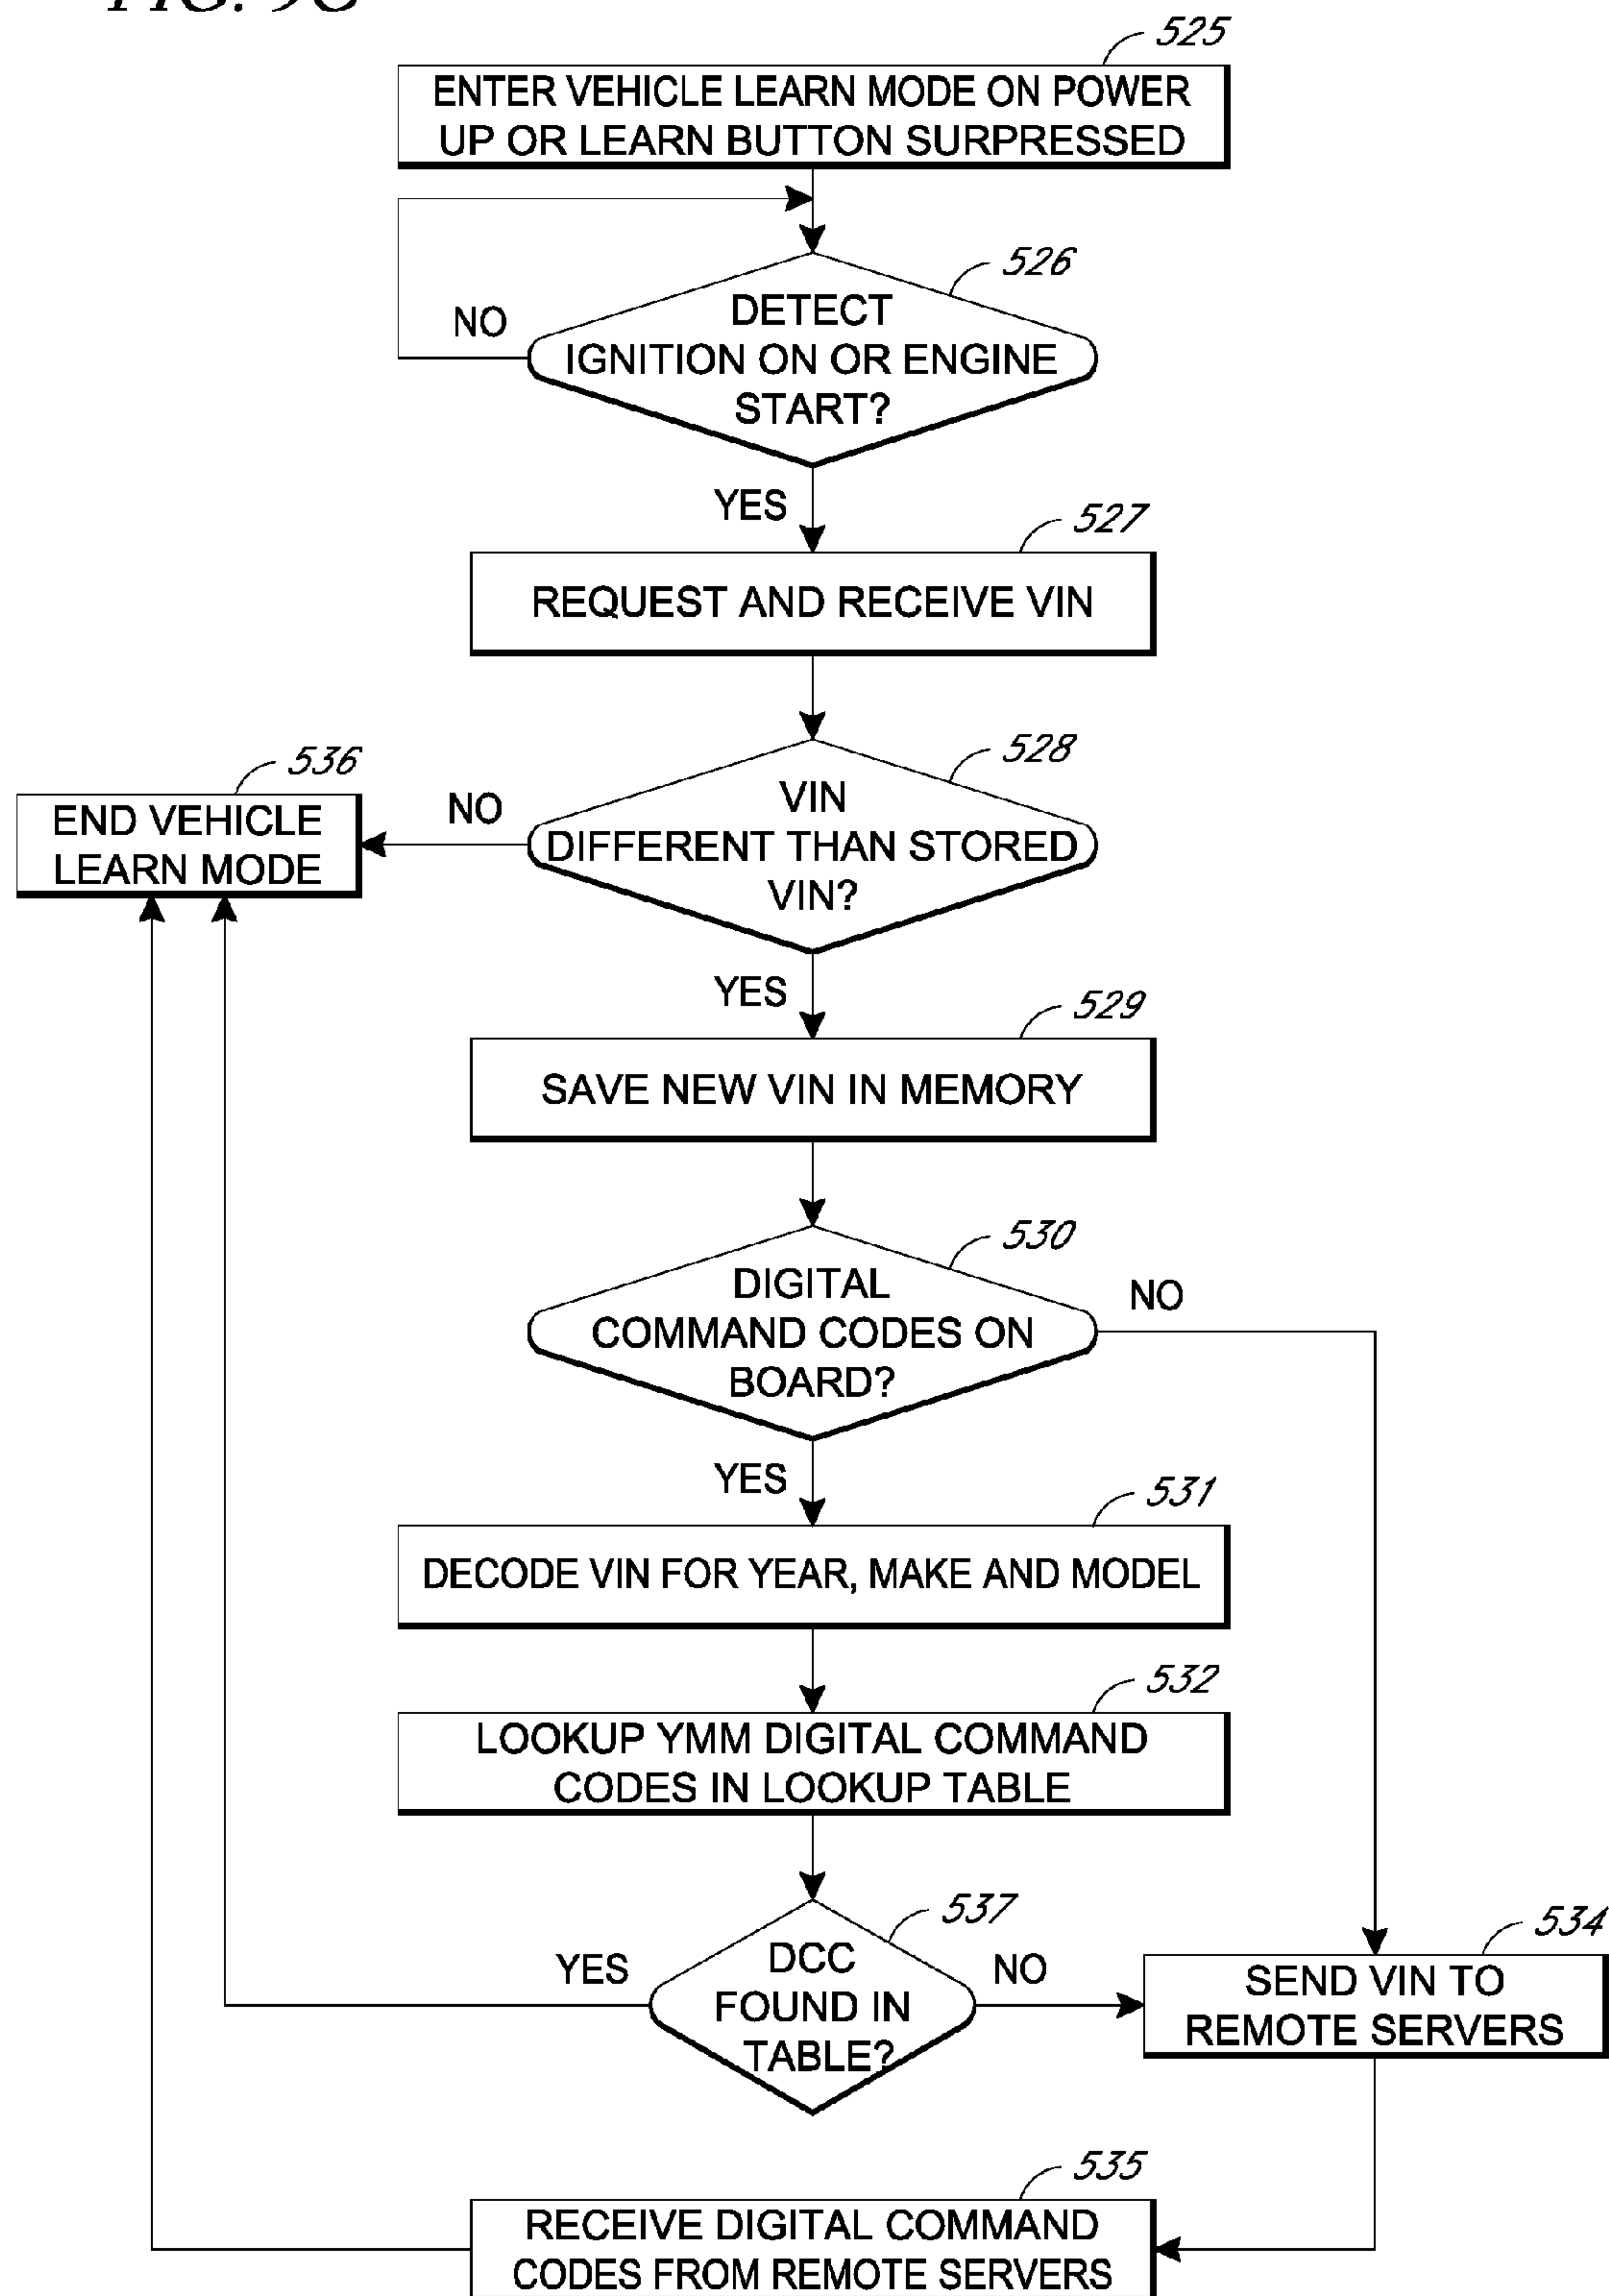 525
ENTER VEHICLE LEARN MODE ON POWER
UP OR LEARN BUTTON SURPRESSED
526
NO
DETECT
IGNITION ON OR ENGINE
START?
YES
527
REQUEST AND RECEIVE VIN
528
536
END VEHICLE
LEARN MODE
NO
VIN
DIFFERENT THAN STORED
VIN?
YES
529
SAVE NEW VIN IN MEMORY
530
DIGITAL
COMMAND CODES ON
BOARD?
NO
YES
531
DECODE VIN FOR YEAR, MAKE AND MODEL
532
LOOKUP YMM DIGITAL COMMAND
CODES IN LOOKUP TABLE
537
YES
DCC
FOUND IN
TABLE?
NO
534
SEND VIN TO
REMOTE SERVERS
535
RECEIVE DIGITAL COMMAND
CODES FROM REMOTE SERVERS